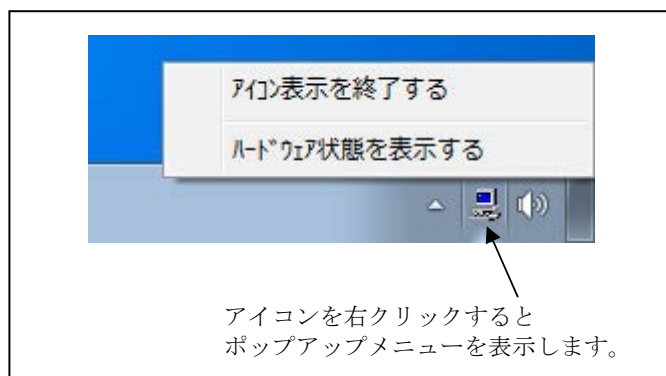 ｱｲｺﾝ表示を終了する
ﾊｰﾄﾞｳｪｱ状態を表示する
アイコンを右クリックすると
ポップアップメニューを表示します。